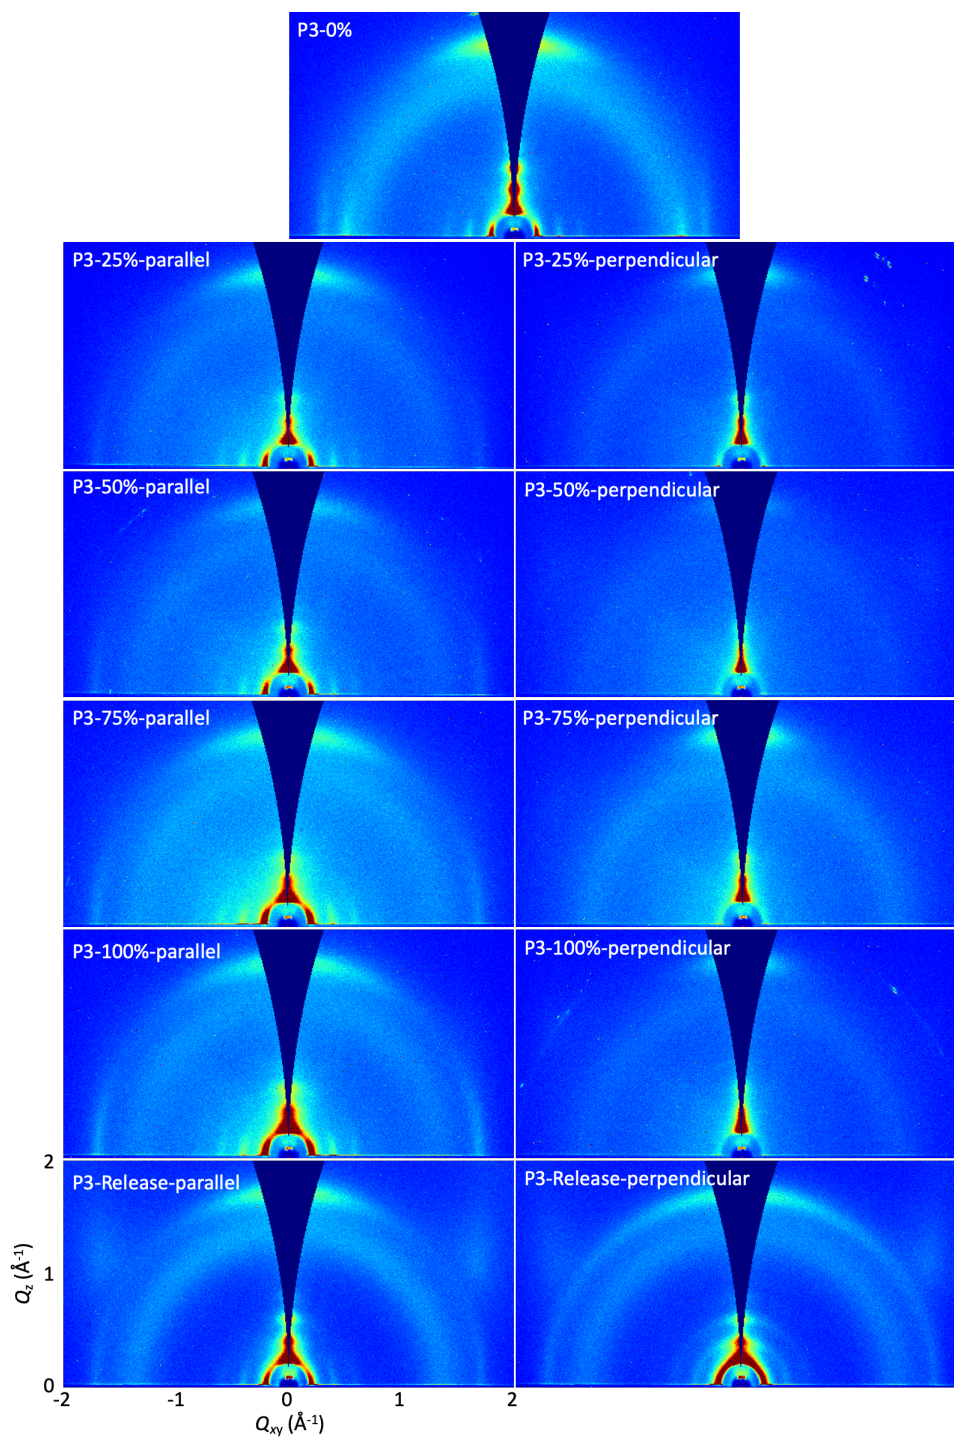 P3-0%
P3-25%-parallel
P3-25%-perpendicular
P3-50%-parallel
P3-50%-perpendicular
P3-75%-parallel
P3-75%-perpendicular
P3-100%-parallel
P3-100%-perpendicular
2
P3-Release-parallel
P3-Release-perpendicular
Qz (Å-1)
1
0
-2 -1 0 1 2
Qxy (Å-1)